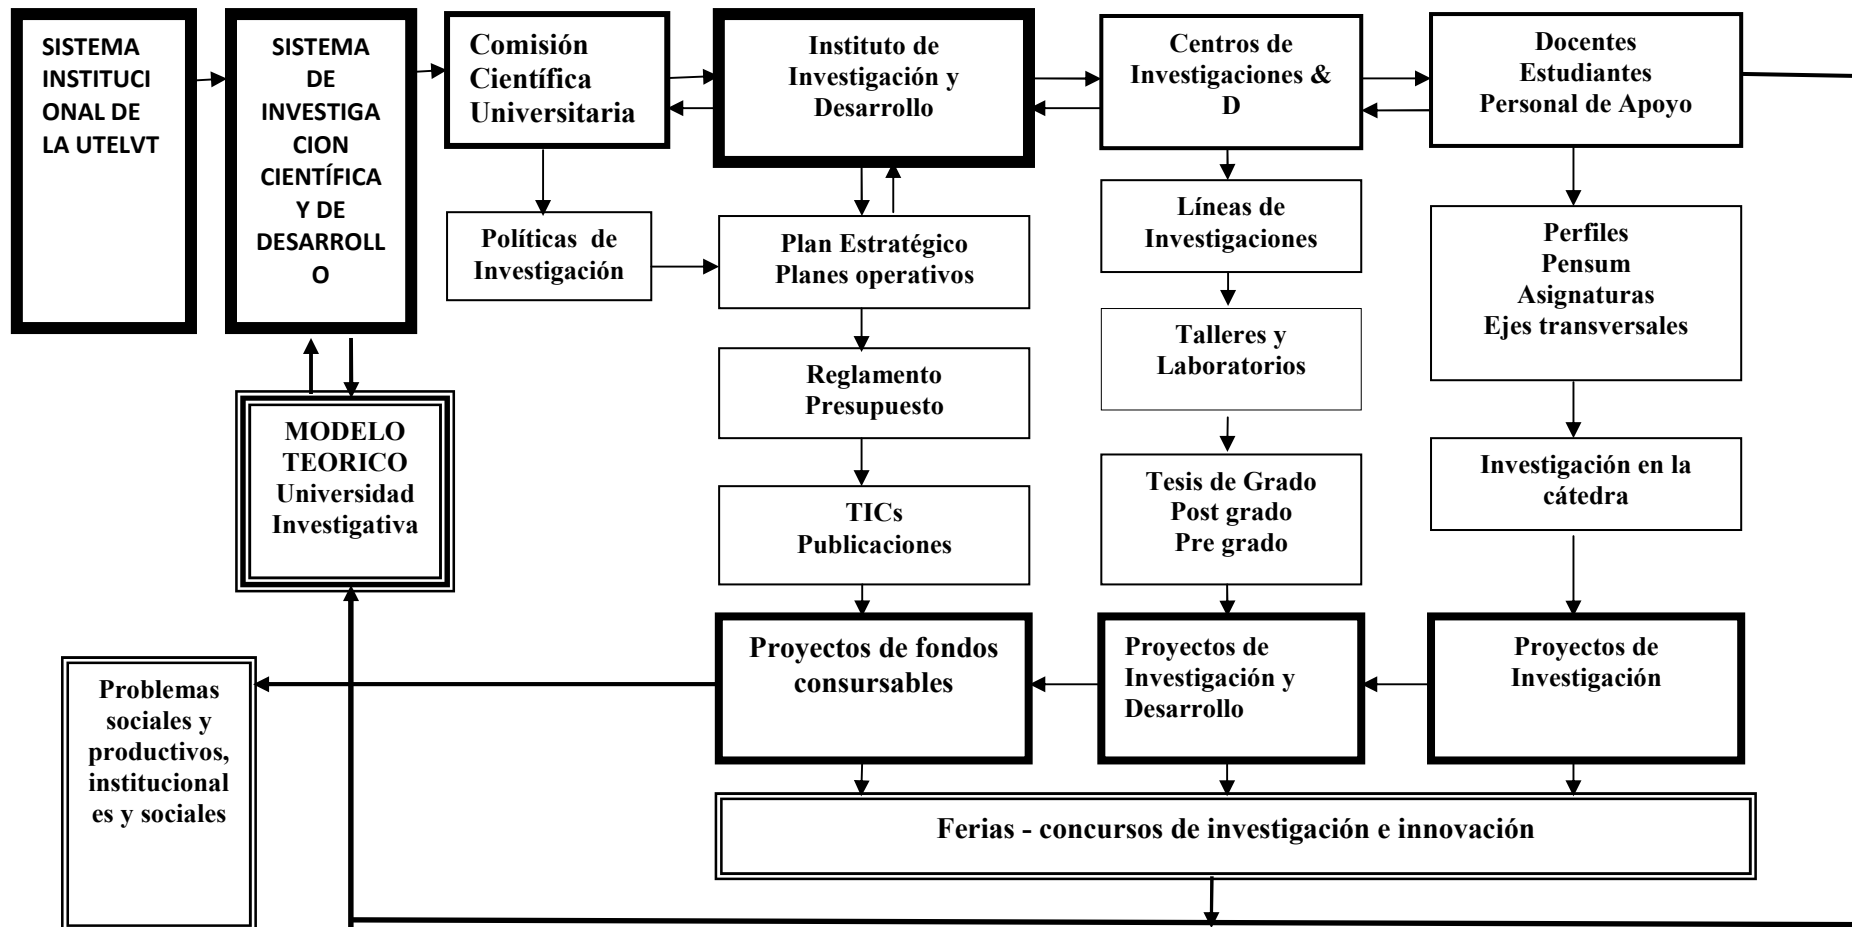 SISTEMA
INSTITUCI
ONAL DE
LA UTELVT
SISTEMA
DE
INVESTIGA
CION
CIENTÍFICA
Y DE
DESARROLL
O
Comisión
Científica
Universitaria
Instituto de
Investigación y
Desarrollo
Centros de
Investigaciones &
D
Docentes
Estudiantes
Personal de Apoyo
Políticas de
Investigación
Plan Estratégico
Planes operativos
Líneas de
Investigaciones
Perfiles
Pensum
Asignaturas
Ejes transversales
Reglamento
Presupuesto
Talleres y
Laboratorios
MODELO
TEORICO
Universidad
Investigativa
TICs
Publicaciones
Tesis de Grado
Post grado
Pre grado
Investigación en la
cátedra
Problemas
sociales y
productivos,
institucional
es y sociales
Proyectos de fondos
consursables
Proyectos de
Investigación y
Desarrollo
Proyectos de
Investigación
Ferias - concursos de investigación e innovación